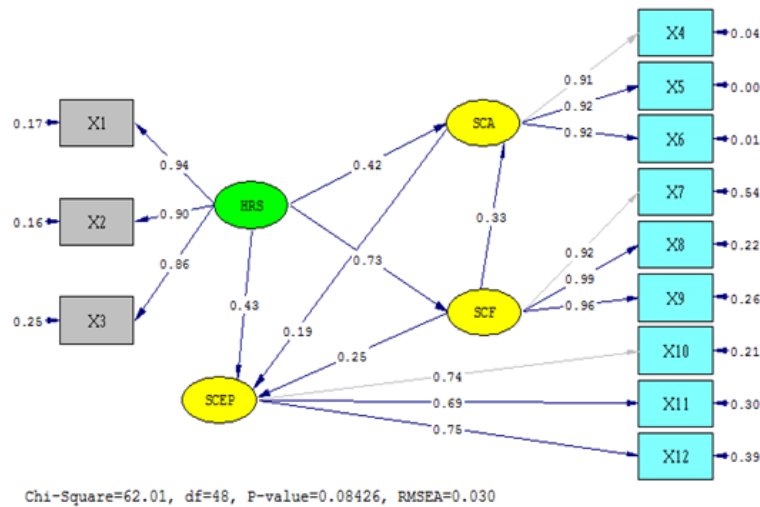 X4
0.04
0.91
X5
0.00
0.92
0.17
X1
SCA
0.92
X6
0.01
0.94
0.42
X7
0.54
HRS
0.16
X2
0.90
0.33
0.92
X8
0.22
0.86
0.73
0.99
X9
0.26
0.25
X3
0.43
SCF
0.96
0.19
0.25
X10
0.21
0.74
SCEP
0.69
X11
0.30
0.75
X12
0.39
Chi-Square=62.01, df=48, P-value=0.08426, RMSEA=0.030